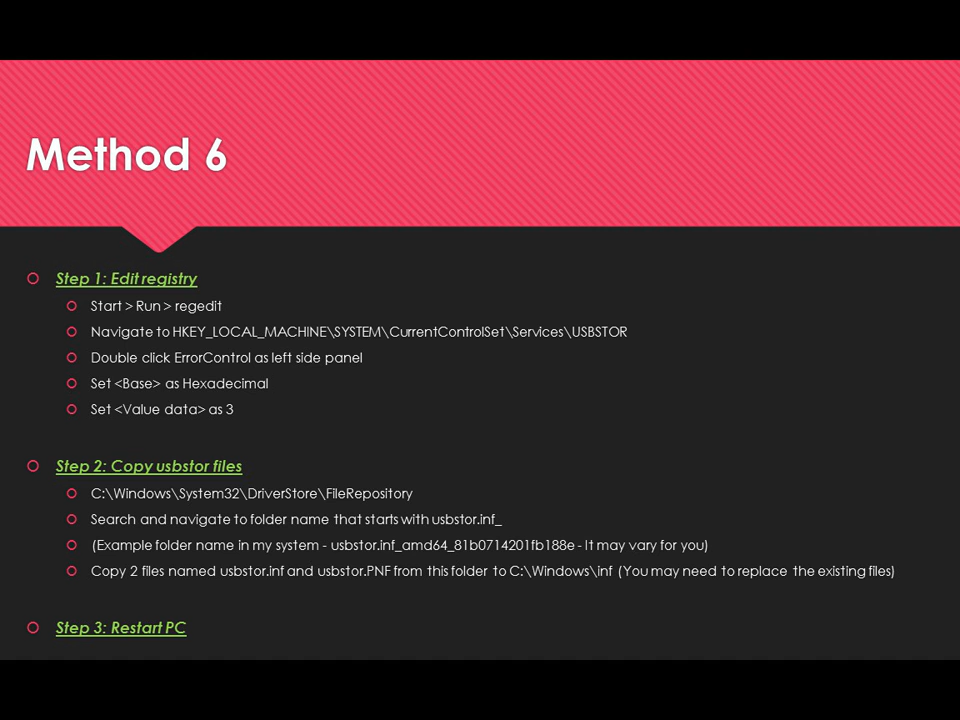 Method 6
Step 1: Edit registry
Start > Run > regedit
Navigate to HKEY_LOCAL_MACHINE\SYSTEM\CurrentControlSet\Services\USBSTOR
Double click ErrorControl as left side panel
Set <Base> as Hexadecimal
Set <Value data> as 3
Step 2: Copy usbstor files
C:\Windows\System32\DriverStore\FileRepository
Search and navigate to folder name that starts with usbstor.inf_
(Example folder name in my system - usbstor.inf_amd64_81b0714201fb188e - It may vary for you)
Copy 2 files named usbstor.inf and usbstor.PNF from this folder to C:\Windows\inf (You may need to replace the existing files)
Step 3: Restart PC